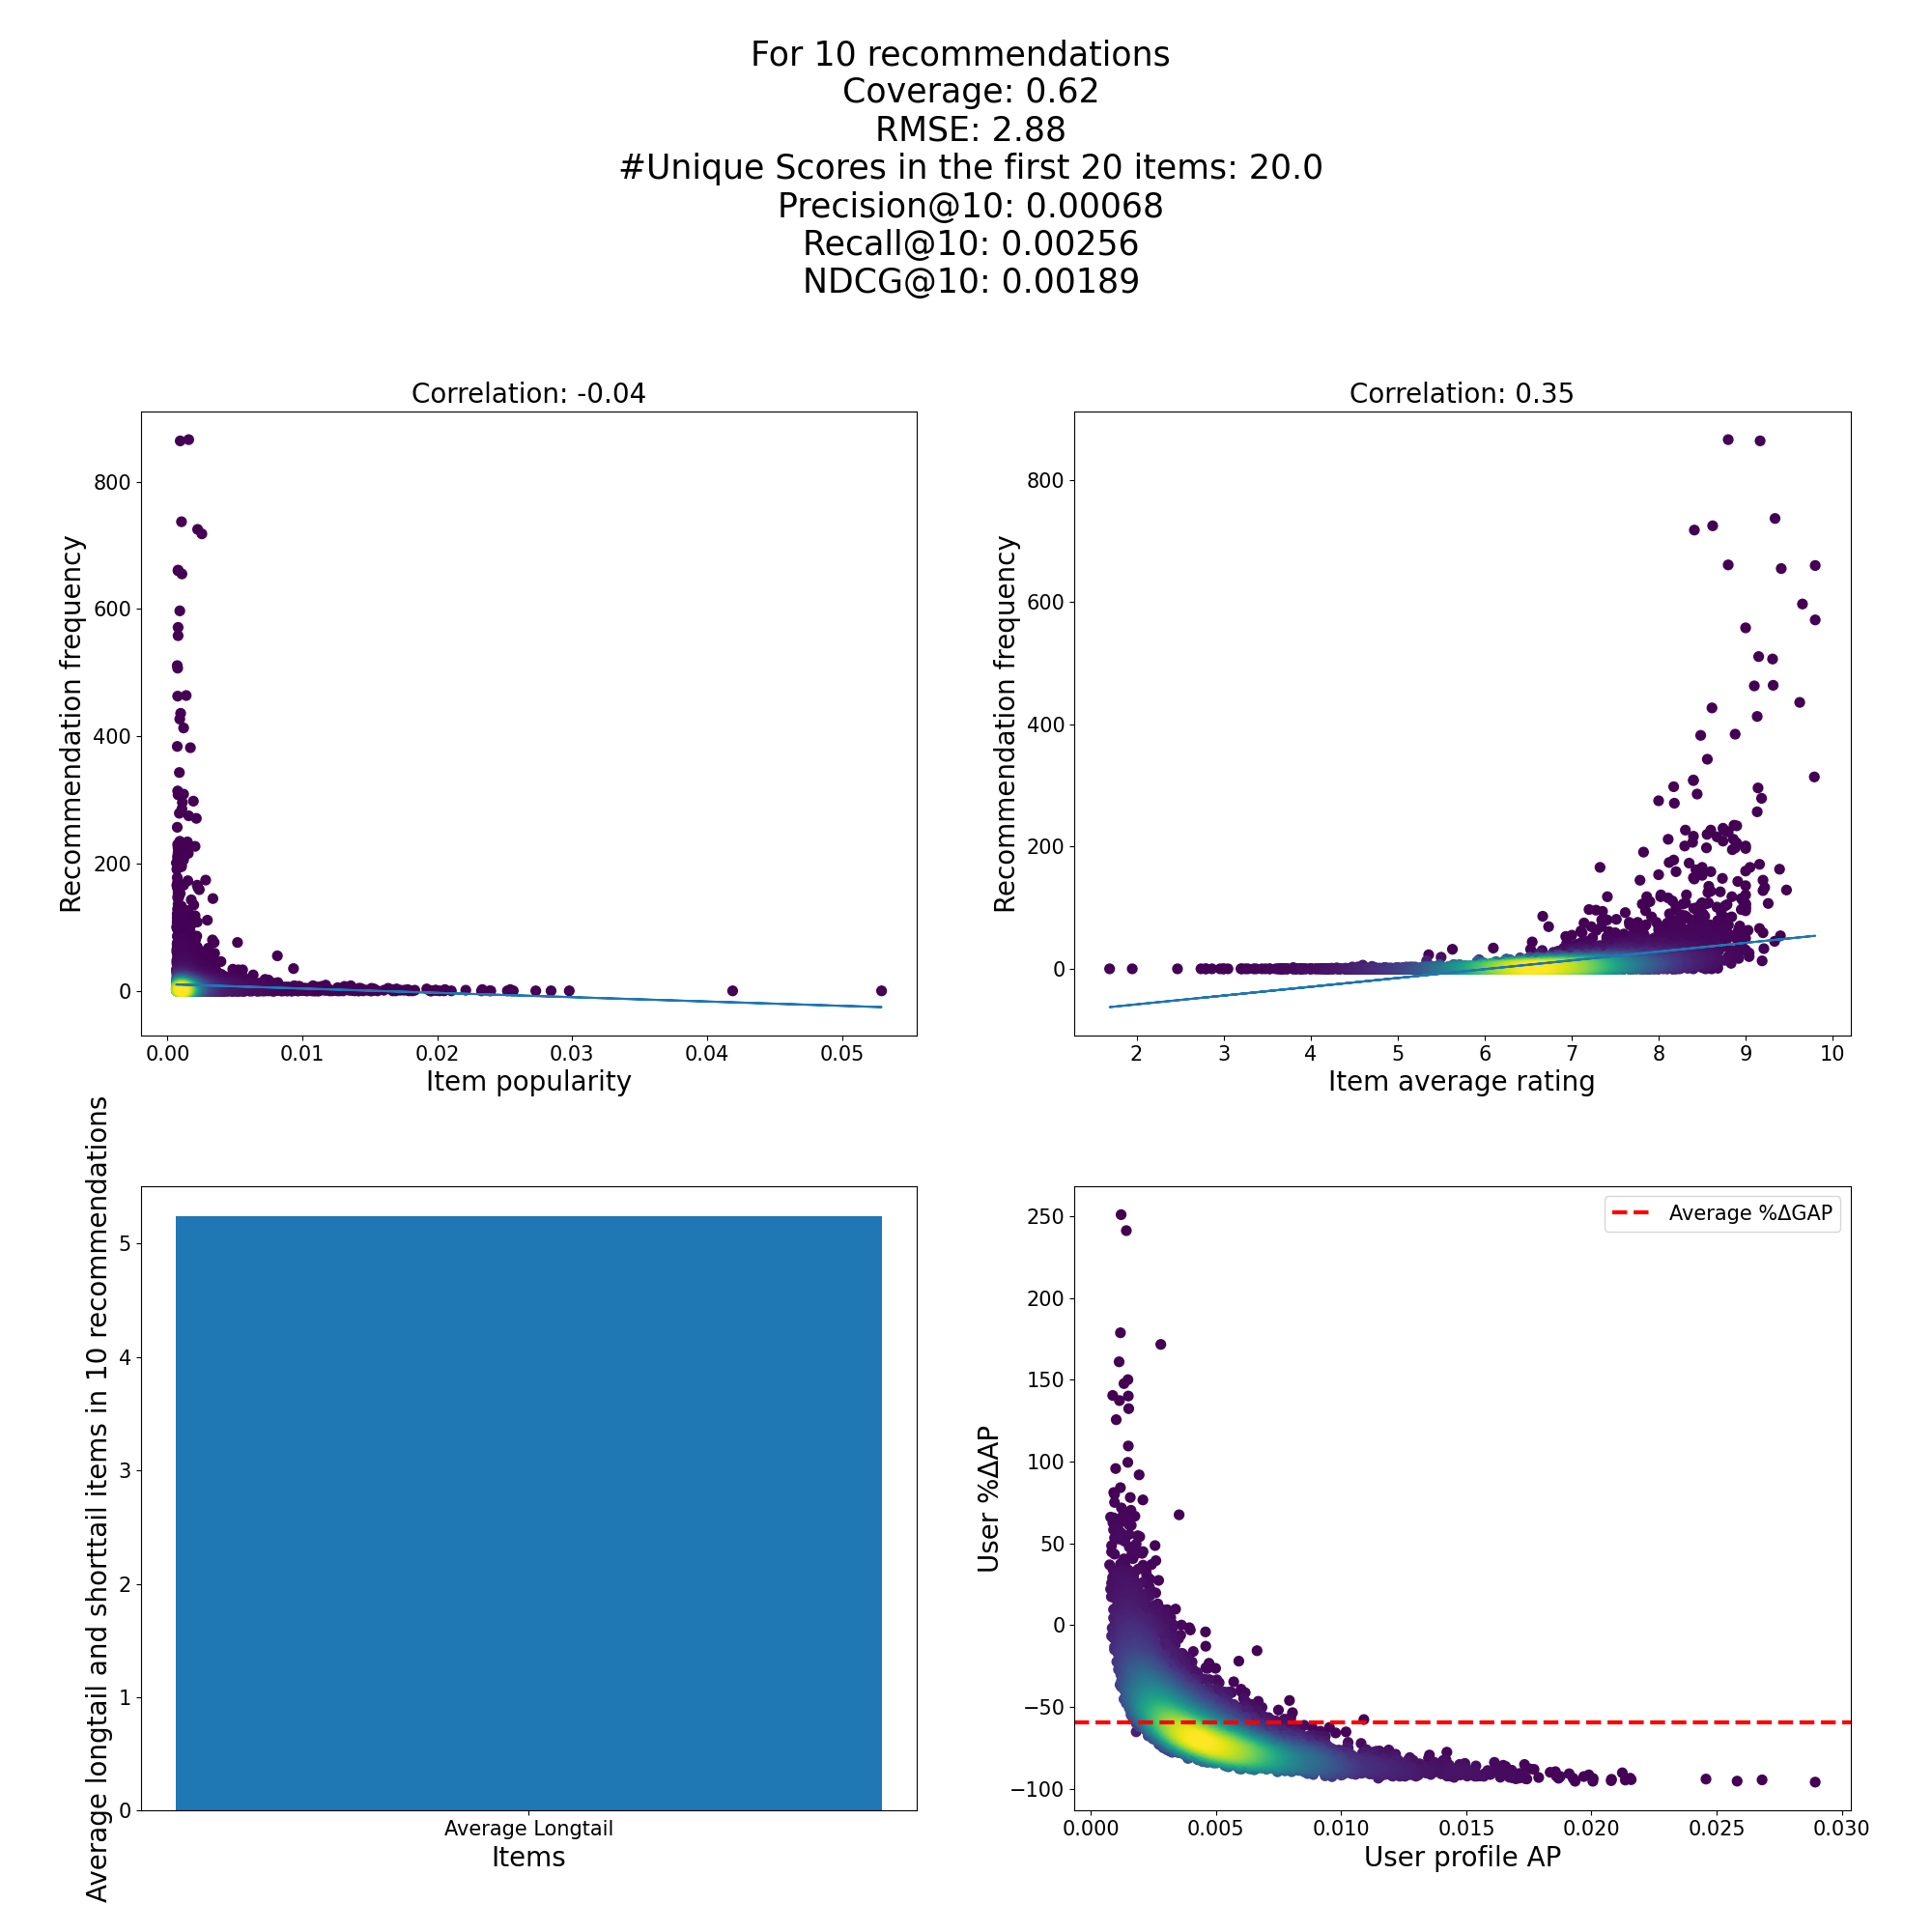 For 10 recommendations
Coverage: 0.62
RMSE: 2.88
#Unique Scores in the first 20 items: 20.0
Precision@10: 0.00068
Recall@10: 0.00256
NDCG@10: 0.00189
Correlation: -0.04
Recommendation frequency
800
600
400
200
0
0.00 0.01 0.02 0.03 0.04 0.05
Item popularity
Correlation: 0.35
Recommendation frequency
800
600
400
200
0
2 3 4 5 6 7 8 9 10
Item average rating
Average longtail and shorttail items in 10 recommendations
5
4
3
2
1
0
Average Longtail
Items
Average %ΔGAP
User %ΔAP
250
200
150
100
50
0
−50
−100
0.000 0.005 0.010 0.015 0.020 0.025 0.030
User profile AP